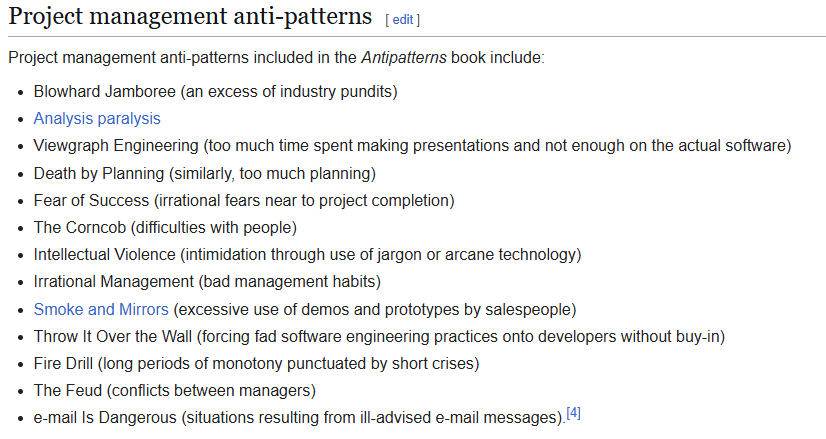 Project management anti-patterns [ edit ]
Project management anti-patterns included in the Antipatterns book include:
• Blowhard Jamboree (an excess of industry pundits)
• Analysis paralysis
• Viewgraph Engineering (too much time spent making presentations and not enough on the actual software)
• Death by Planning (similarly, too much planning)
• Fear of Success (irrational fears near to project completion)
• The Corncob (difficulties with people)
• Intellectual Violence (intimidation through use of jargon or arcane technology)
• Irrational Management (bad management habits)
• Smoke and Mirrors (excessive use of demos and prototypes by salespeople)
• Throw It Over the Wall (forcing fad software engineering practices onto developers without buy-in)
• Fire Drill (long periods of monotony punctuated by short crises)
• The Feud (conflicts between managers)
• e-mail Is Dangerous (situations resulting from ill-advised e-mail messages).[4]